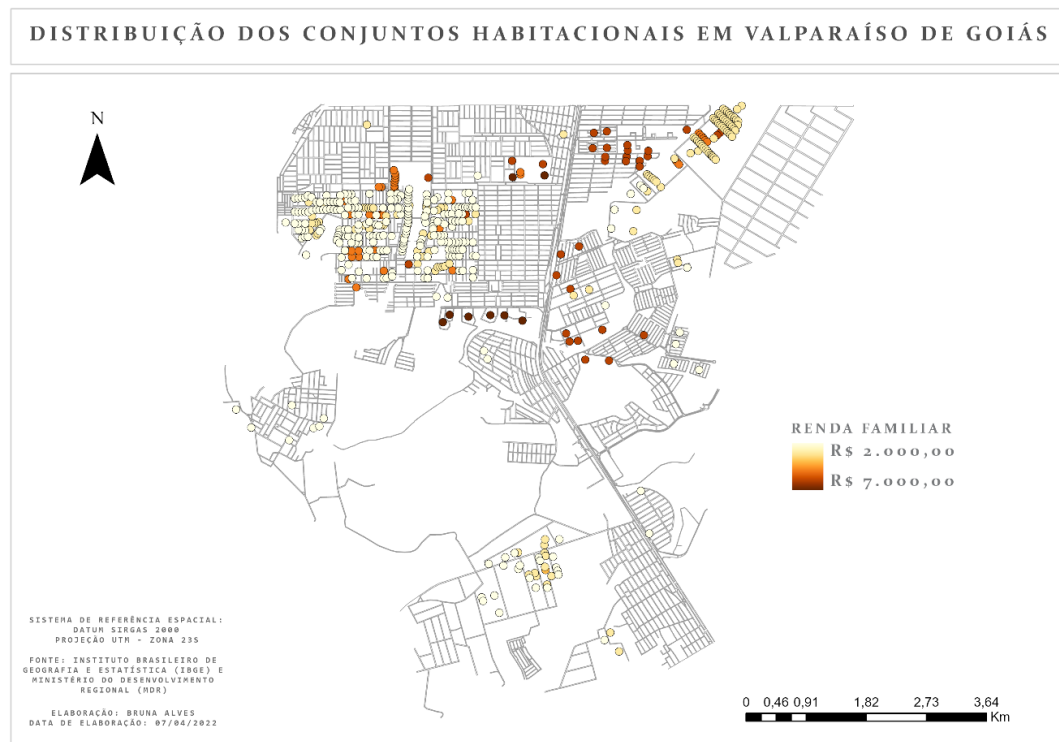 DISTRIBUIÇÃO DOS CONJUNTOS HABITACIONAIS EM VALPARAÍSO DE GOIÁS
N
RENDA FAMILIAR
R$ 2.000,00
R$ 7.000,00
SISTEMA DE REFERÊNCIA ESPACIAL:
DATUM SIRGAS 2000
PROJEÇÃO UTM - ZONA 23S
FONTE: INSTITUTO BRASILEIRO DE
GEOGRAFIA E ESTATÍSTICA (IBGE) E
MINISTÉRIO DO DESENVOLVIMENTO
REGIONAL (MDR)
ELABORAÇÃO: BRUNA ALVES
DATA DE ELABORAÇÃO: 07/04/2022
0 0,46 0,91 1,82 2,73 3,64
Km